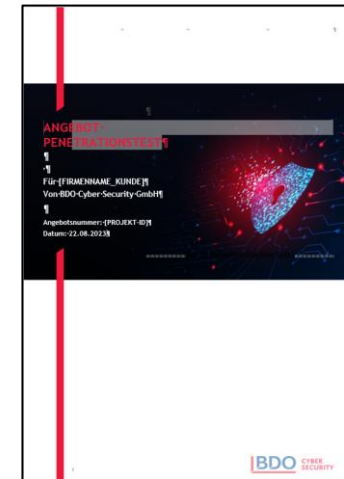 ANGEBOT-
PENETRATIONSTEST¶
¶
·¶
Für·[FIRMENNAME_KUNDE]¶
Von·BDO·Cyber·Security·GmbH¶
¶
Angebotsnummer:·[PROJEKT-ID]¶
Datum:·22.08.2023¶
BDO CYBER
SECURITY